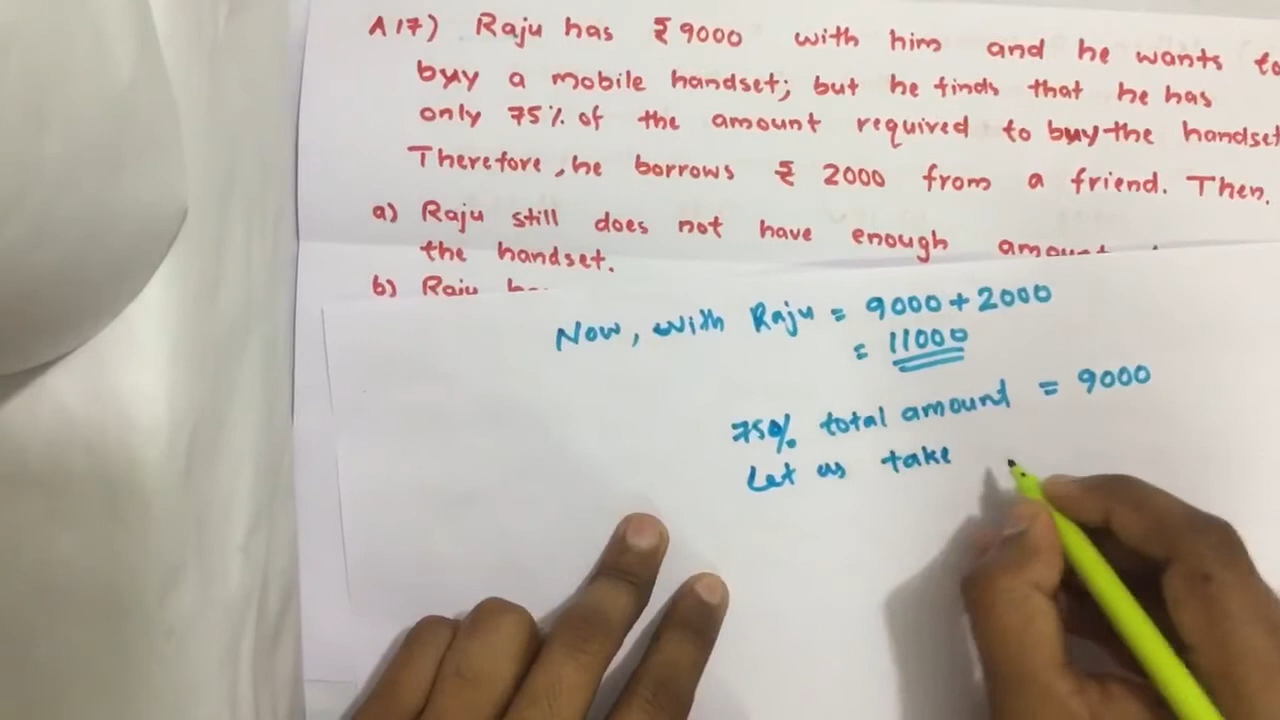 A17) Raju has ₹9000 with him and he wants to
buy a mobile handset; but he finds that he has
only 75% of the amount required to buy the handset
Therefore, he borrows ₹ 2000 from a friend. Then.
a) Raju still does not have enough amount
the handset.
b) Raju
Now, with Raju = 9000 + 2000
= 11000
75% total amount = 9000
Let us take